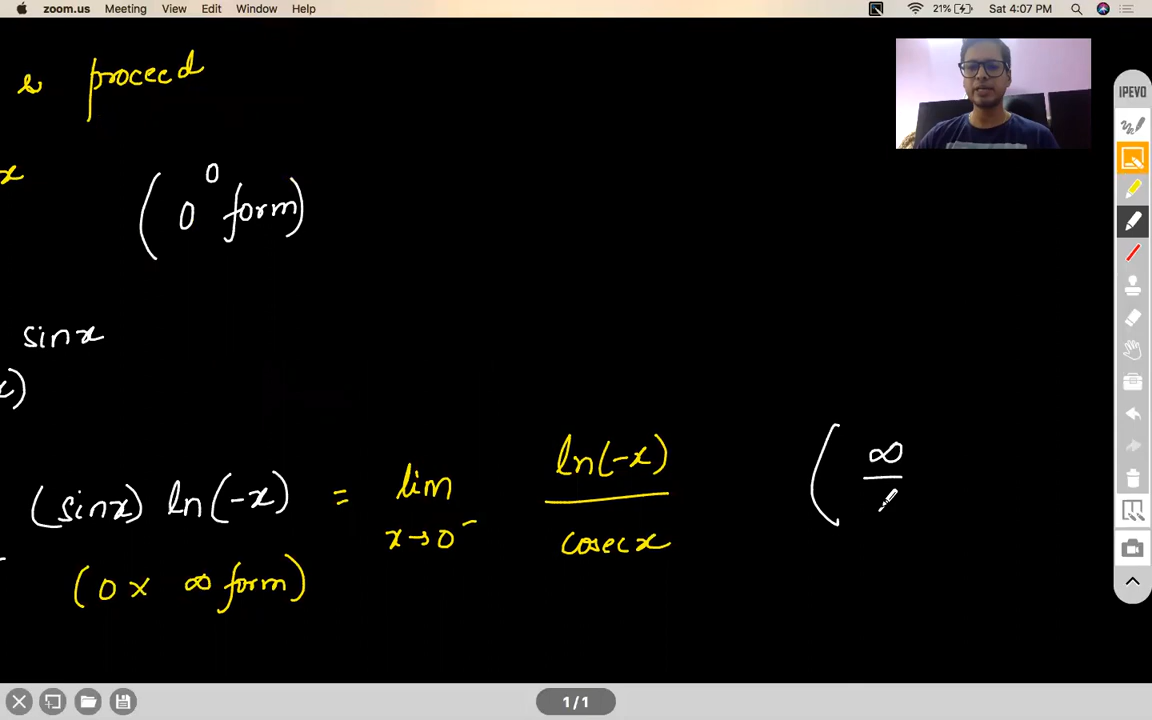 zoom.us Meeting View Edit Window Help
21% Sat 4:07 PM
proceed
IPEVO
x
(0⁰ form)
sinx
x)
(sinx) ln(-x) = lim x→0⁻ ln(-x) / cosecx
(∞ /
(0 × ∞ form)
1/1